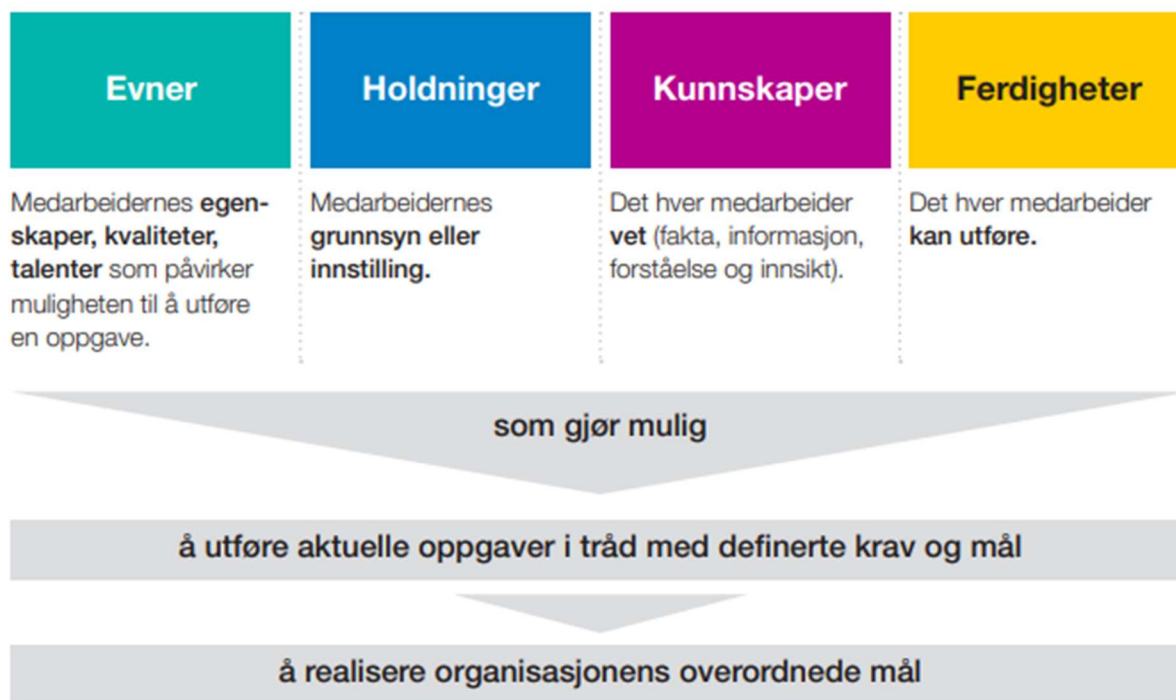 Evner
Medarbeidernes egen-
skaper, kvaliteter,
talenter som påvirker
muligheten til å utføre
en oppgave.
Holdninger
Medarbeidernes
grunnsyn eller
innstilling.
Kunnskaper
Det hver medarbeider
vet (fakta, informasjon,
forståelse og innsikt).
Ferdigheter
Det hver medarbeider
kan utføre.
som gjør mulig
å utføre aktuelle oppgaver i tråd med definerte krav og mål
å realisere organisasjonens overordnede mål